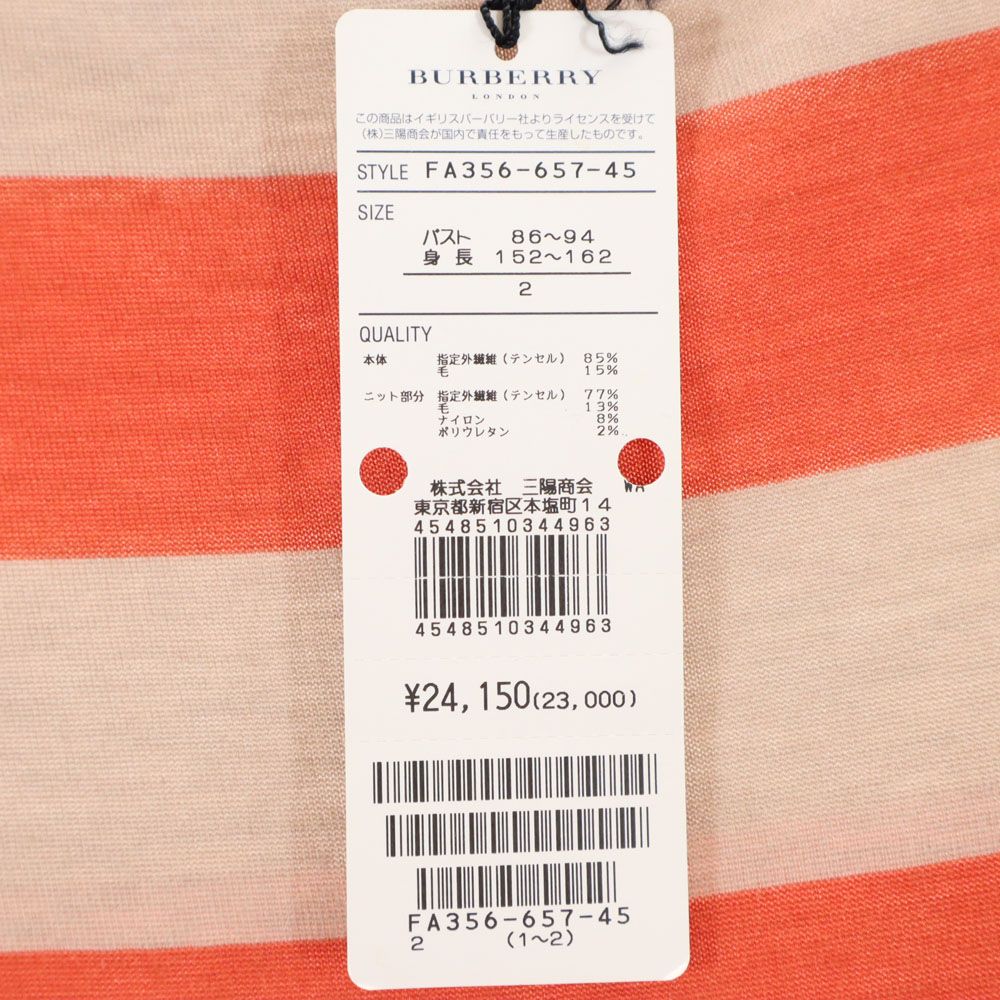 BURBERRY
LONDON
この商品はイギリスバーバリー社よりライセンスを受けて
(株)三陽商会が国内で責任をもって生産したものです。
STYLE FA356-657-45
SIZE
バスト 86~94
身長 152~162
2
QUALITY
本体 指定外繊維(テンセル) 85%
毛 15%
ニット部分 指定外繊維(テンセル) 77%
毛 13%
ナイロン 8%
ポリウレタン 2%
株式会社 三陽商会 WA
東京都新宿区本塩町14
4548510344963
4548510344963
¥24,150(23,000)
FA356-657-45
2 (1~2)